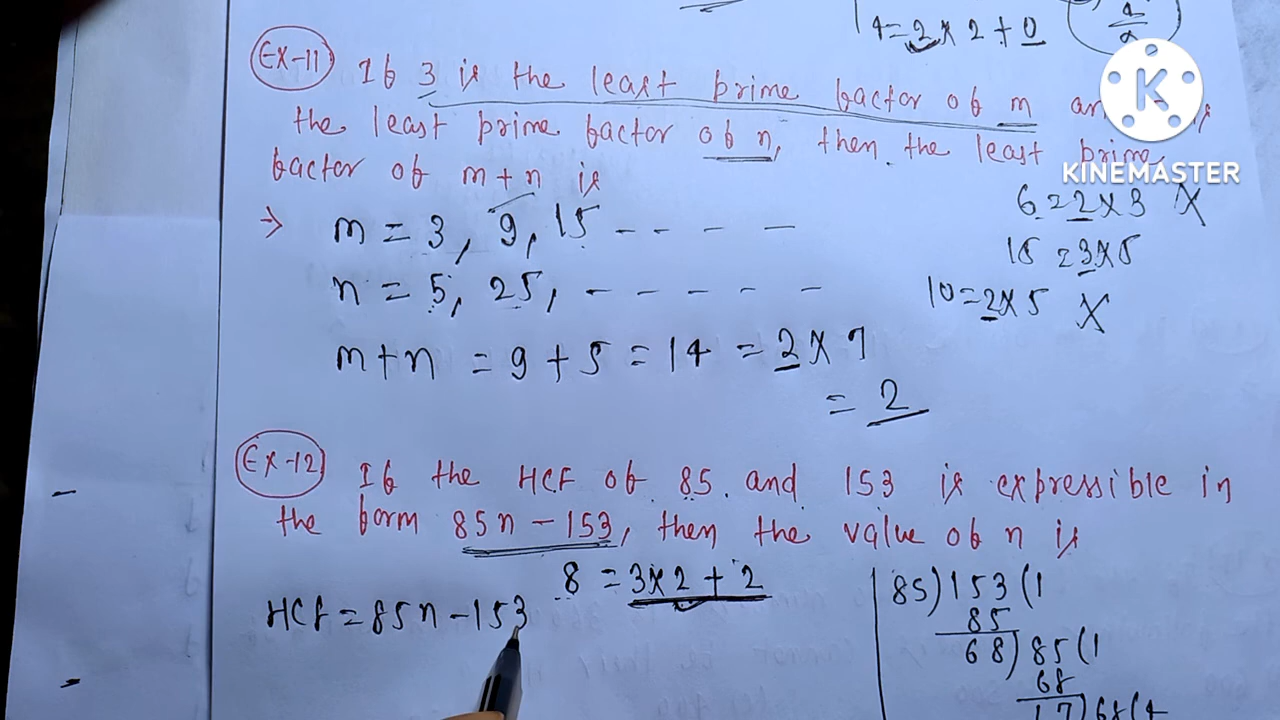 4=2×2+0
Ex-11 If 3 is the least prime factor of m
the least prime factor of n, then the least prime
factor of m+n is
→ m = 3, 9, 15 - - - -
n = 5, 25, - - - - -
m+n = 9+5 = 14 = 2×7
= 2
6=2×3 X
15=3×5
10=2×5 X
K
KINEMASTER
Ex-12 If the HCF of 85 and 153 is expressible in
the form 85n-153, then the value of n is
8 = 3×2+2
HCF = 85n-153
85)153(1
85
68)85(1
68
17)68(4